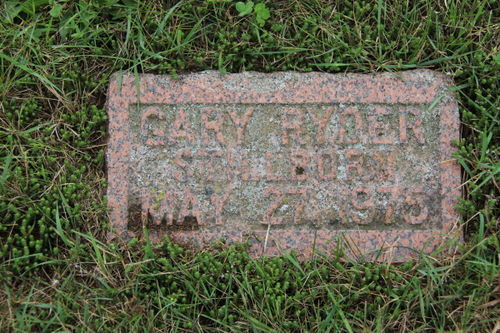 GARY RYDER
STILLBORN
MAY 27, 1975